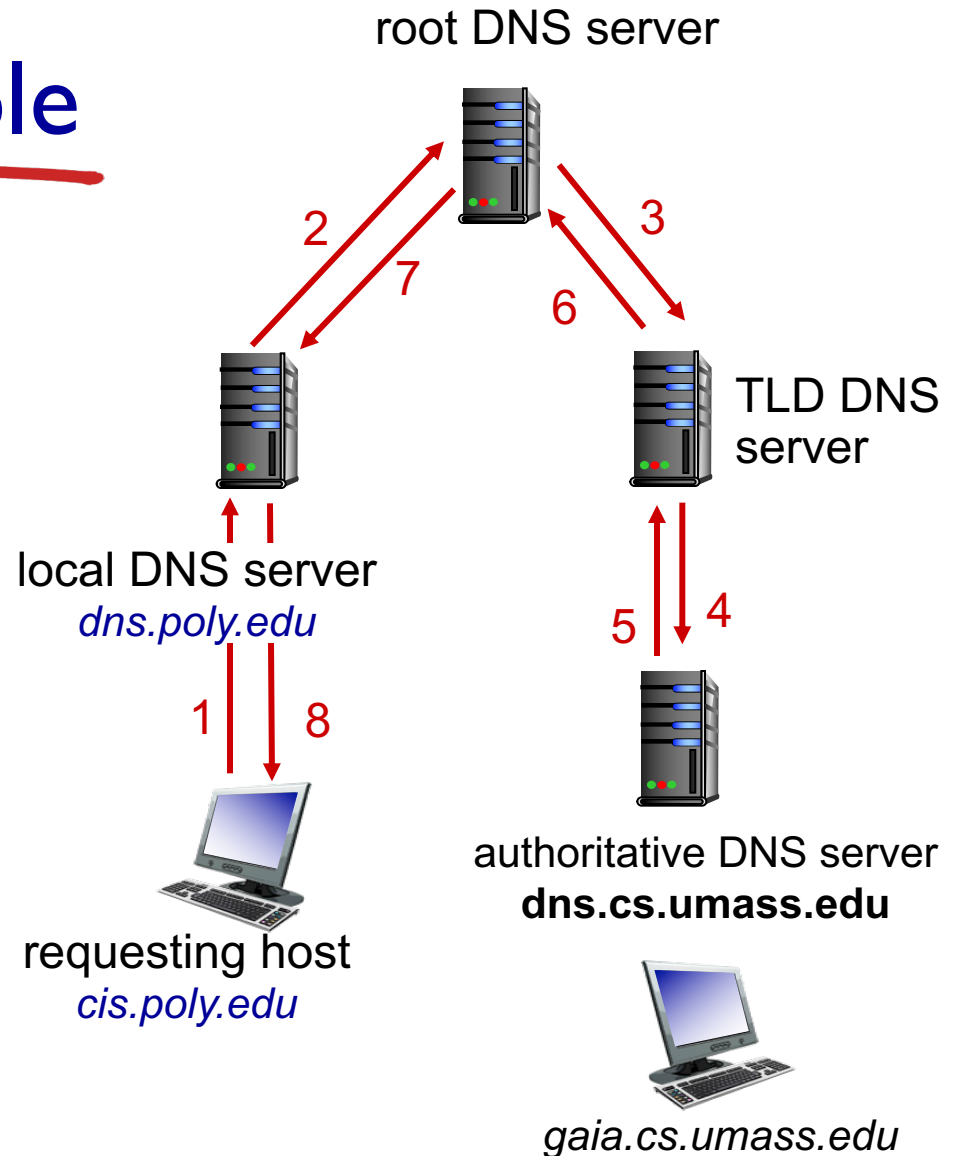 root DNS server
2
3
7
6
TLD DNS
server
local DNS server
dns.poly.edu
5
4
1
8
authoritative DNS server
dns.cs.umass.edu
requesting host
cis.poly.edu
gaia.cs.umass.edu